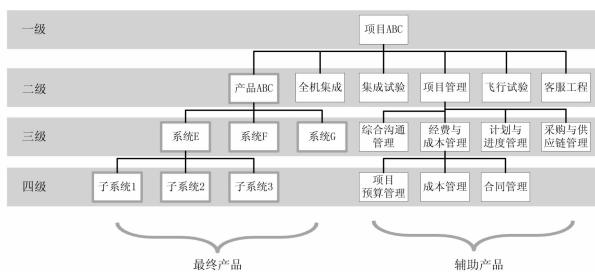 一级
项目ABC
二级
产品ABC
全机集成
集成试验
项目管理
飞行试验
客服工程
三级
系统E
系统F
系统G
综合沟通
管理
经费与
成本管理
计划与
进度管理
采购与供
应链管理
四级
子系统1
子系统2
子系统3
项目
预算管理
成本管理
合同管理
最终产品
辅助产品